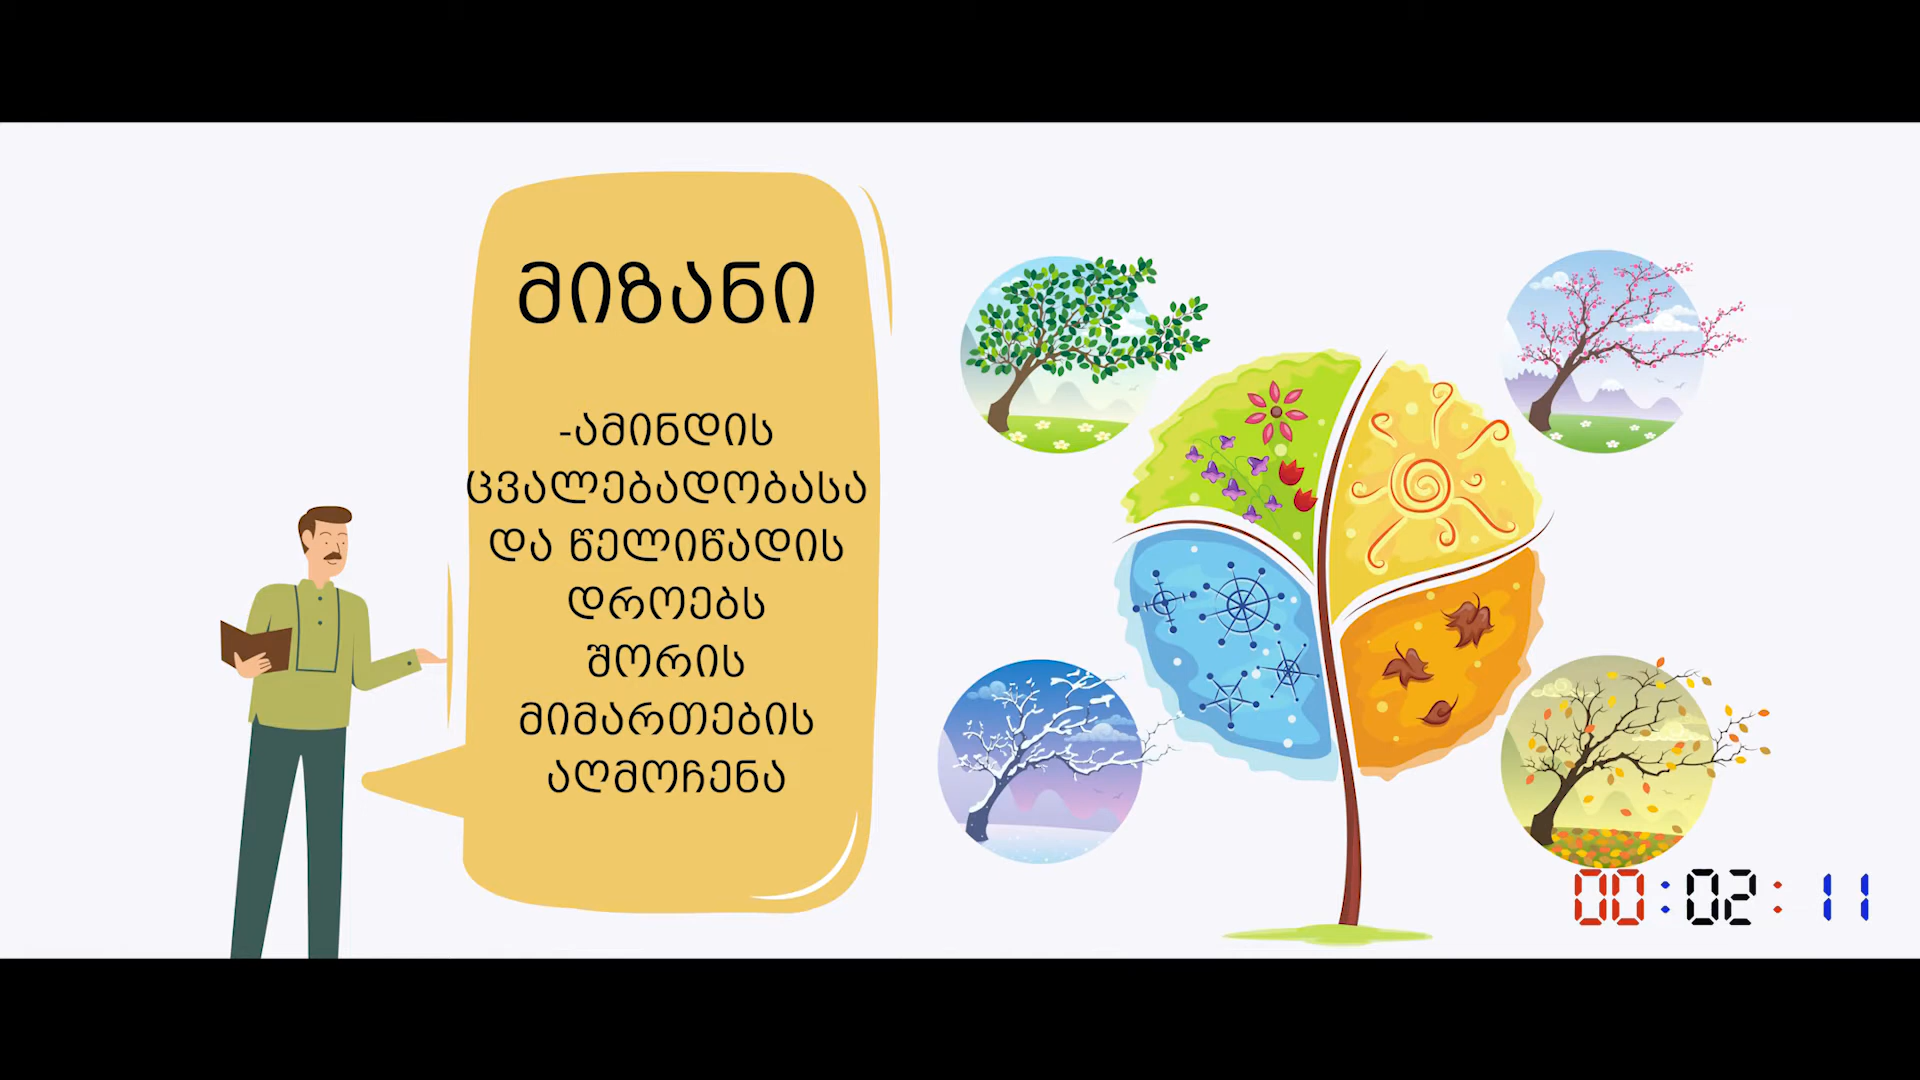 მიზანი
-ამინდის
ცვალებადობასა
და წელიწადის
დროებს
შორის
მიმართების
აღმოჩენა
00:02:11